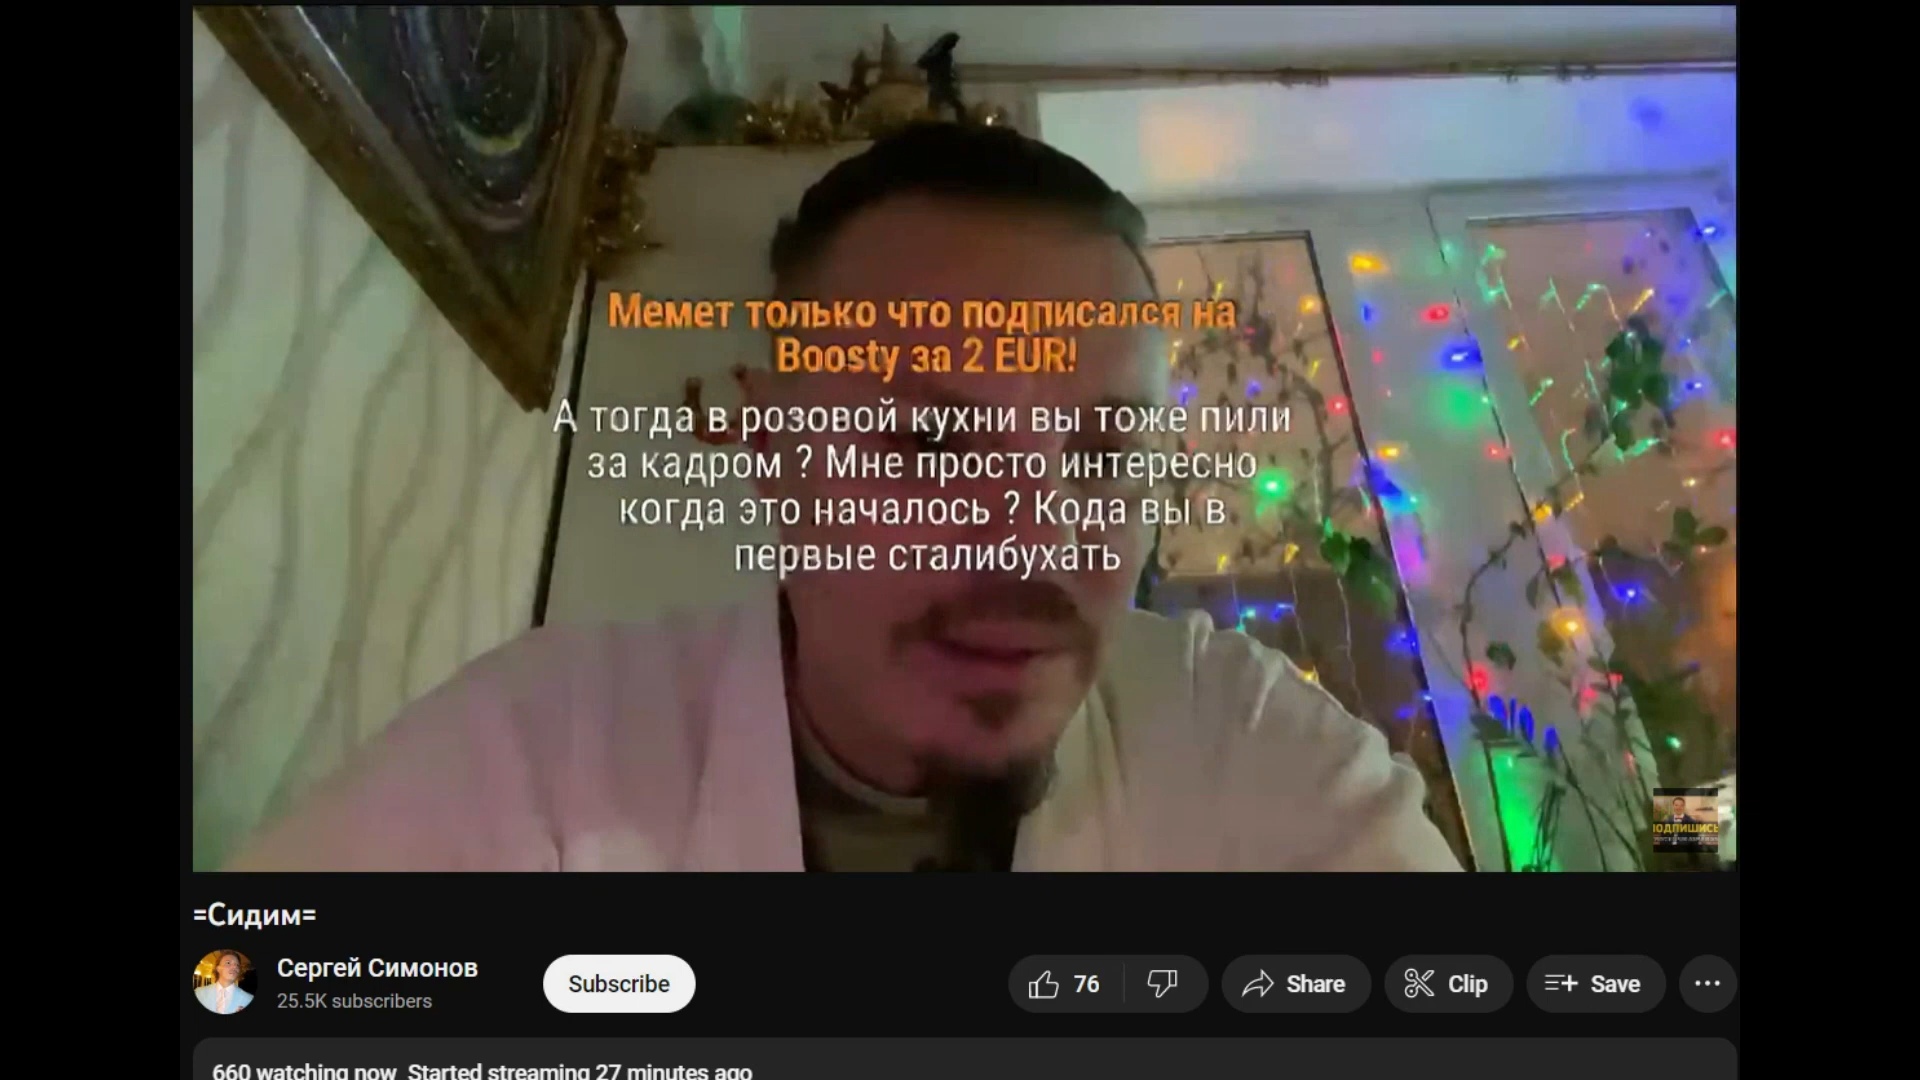 Мемет только что подписался на
Boosty за 2 EUR!
А тогда в розовой кухни вы тоже пили
за кадром ? Мне просто интересно
когда это началось ? Кода вы в
первые сталибухать
ПОДПИШИСЬ
=Сидим=
Сергей Симонов
25.5K subscribers
Subscribe
76
Share
Clip
Save
660 watching now Started streaming 27 minutes ago